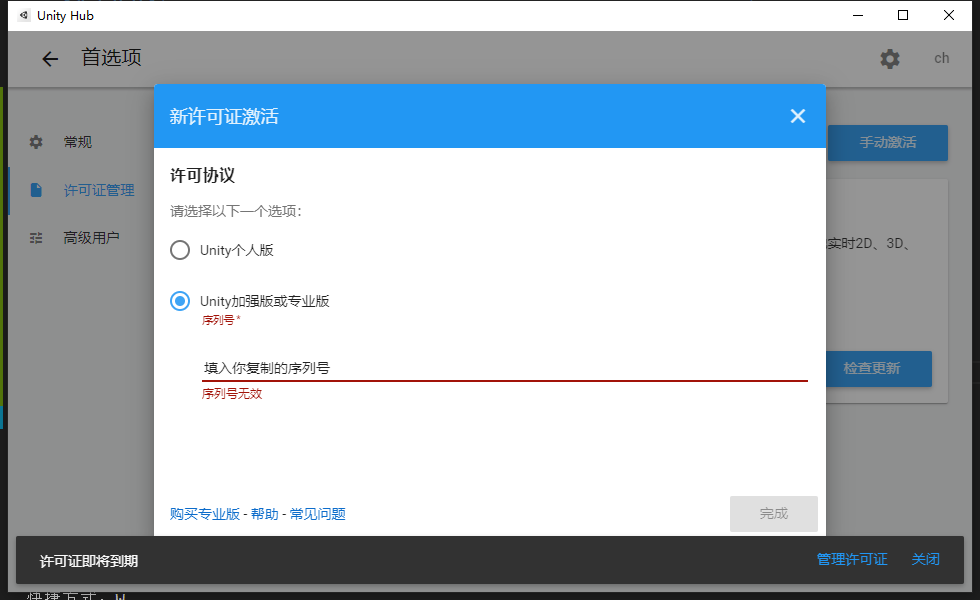 Unity Hub
首选项
ch
常规
许可证管理
高级用户
手动激活
实时2D、3D、
检查更新
新许可证激活
许可协议
请选择以下一个选项：
Unity个人版
Unity加强版或专业版
序列号*
填入你复制的序列号
序列号无效
购买专业版 - 帮助 - 常见问题
完成
许可证即将到期
管理许可证
关闭